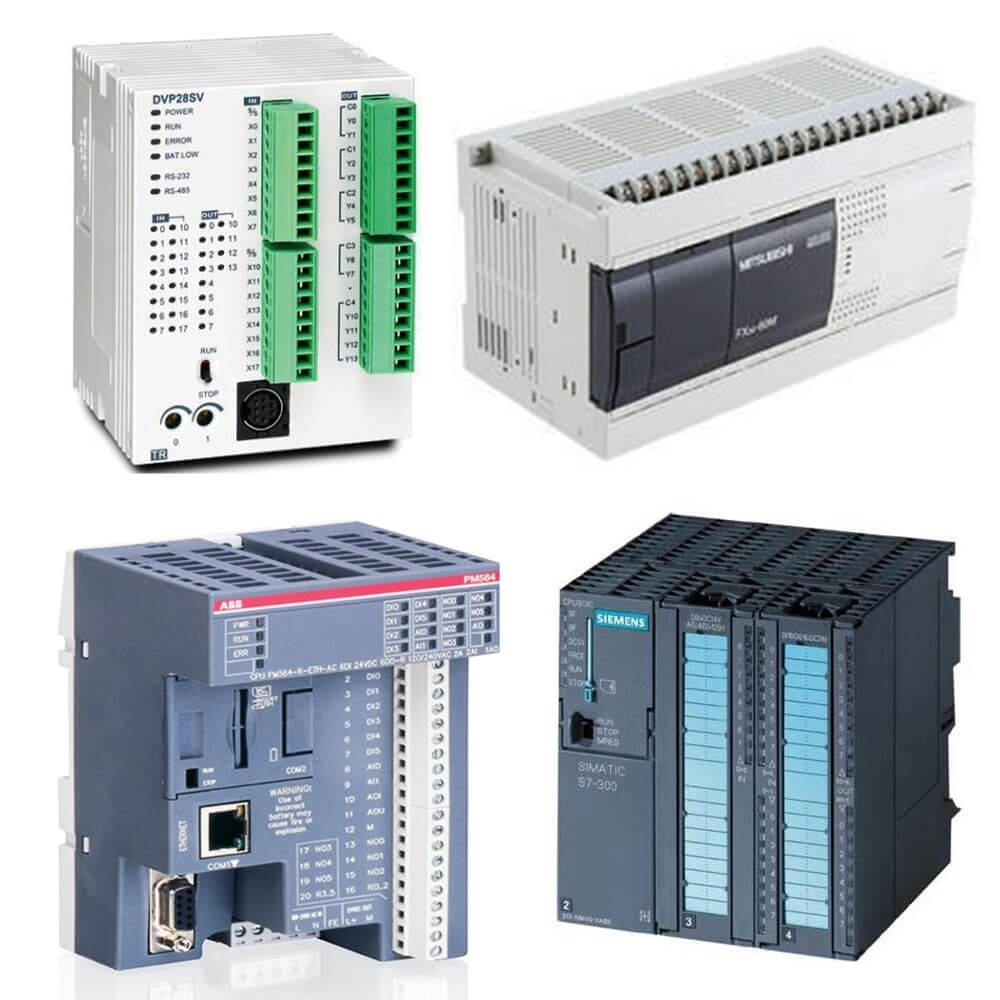 DVP28SV
POWER
RUN
ERROR
BAT.LOW
RS-232
RS-485
IN OUT
0 10 0 10
1 11 1 11
2 12 2 12
3 13 3 13
4 14 4
5 15 5
6 16 6
7 17 7
RUN
STOP
0 1
TR
IN
S/S
X0
X1
X2
X3
X4
X5
X6
X7
S/S
X10
X11
X12
X13
X14
X15
X16
X17
OUT
C0
Y0
Y1
C1
Y2
Y3
C2
Y4
Y5
C3
Y6
Y7
C4
Y10
Y11
Y12
Y13
MITSUBISHI
ABB PM564
PWR
RUN
ERR
DI0 DI4 NO0 NO4
DI1 DI5 NO1 NO5
DI2 AI0 NO2 AO
DI3 AI1 NO3
CPU PM564-R-ETH-AC 6DI 24VDC 6DO-R 120/240VAC 2A 2AI 1AO
INSERT
PUSH
RUN
STOP
COM2
WARNING!
Use of
incorrect
battery may
cause fire or
explosion
ETHERNET
COM1
2 DI0
3 DI1
4 DI2
5 DI3
6 DI4
7 DI5
8 AI0
9 AI1
10 AOI
11 AOU
12 M
13 NO0
14 NO1
15 NO2
16 R0..2
17 NO3
18 NO4
19 NO5
20 R3..5
L N FE L+ M
SIEMENS
SF
BF
DC5V
FRCE
RUN
STOP
RUN
STOP
MRES
SIMATIC
S7-300
2
3
4
IN
OUT